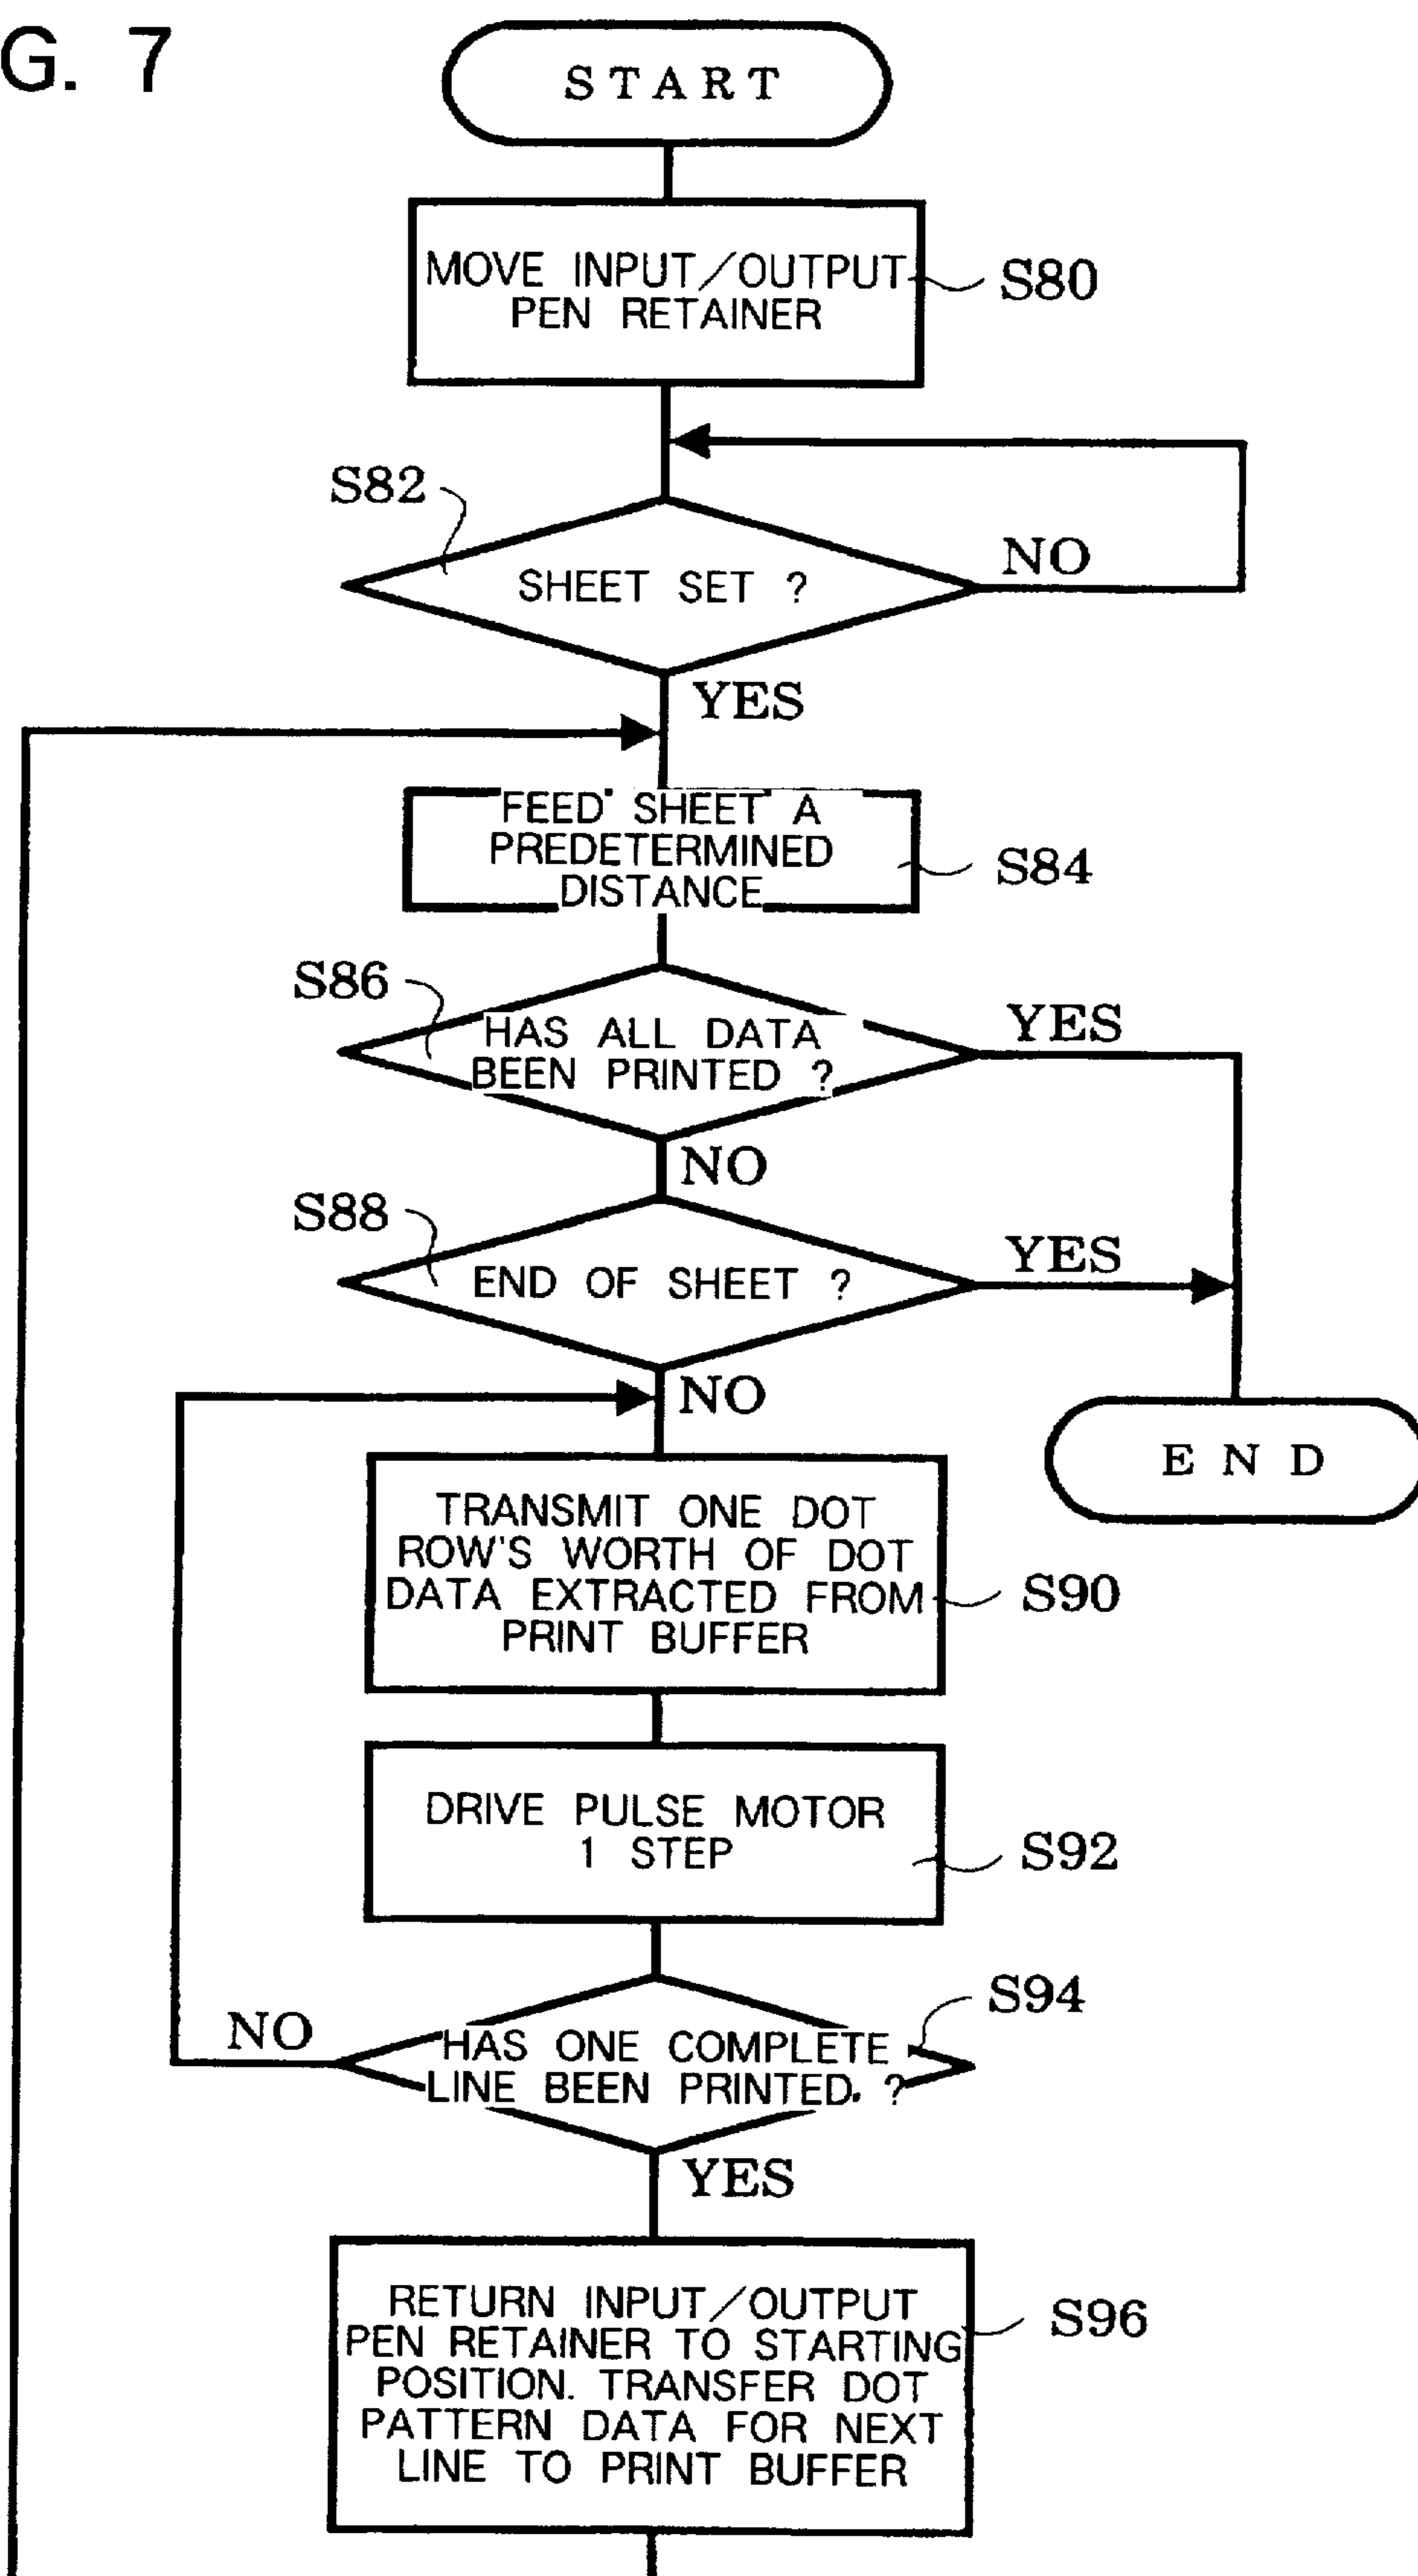 G. 7
START
MOVE INPUT/OUTPUT
PEN RETAINER
S80
S82
SHEET SET ?
NO
YES
FEED SHEET A
PREDETERMINED
DISTANCE
S84
S86
HAS ALL DATA
BEEN PRINTED ?
YES
NO
S88
END OF SHEET ?
YES
NO
END
TRANSMIT ONE DOT
ROW'S WORTH OF DOT
DATA EXTRACTED FROM
PRINT BUFFER
S90
DRIVE PULSE MOTOR
1 STEP
S92
S94
NO
HAS ONE COMPLETE
LINE BEEN PRINTED. ?
YES
RETURN INPUT/OUTPUT
PEN RETAINER TO STARTING
POSITION. TRANSFER DOT
PATTERN DATA FOR NEXT
LINE TO PRINT BUFFER
S96